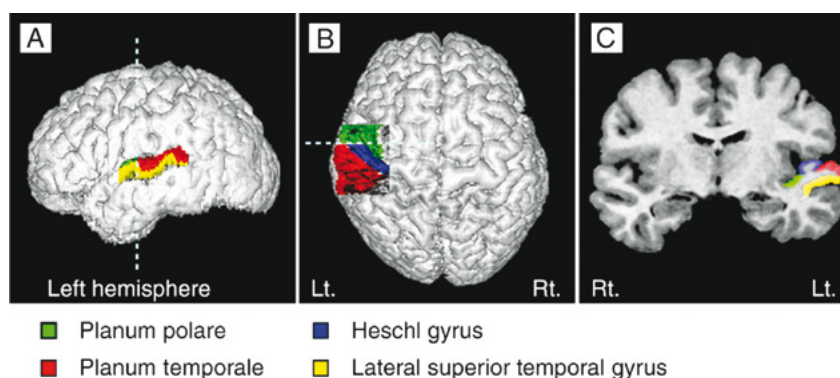 A
B
C
Left hemisphere
Lt.
Rt.
Rt.
Lt.
Planum polare
Heschl gyrus
Planum temporale
Lateral superior temporal gyrus